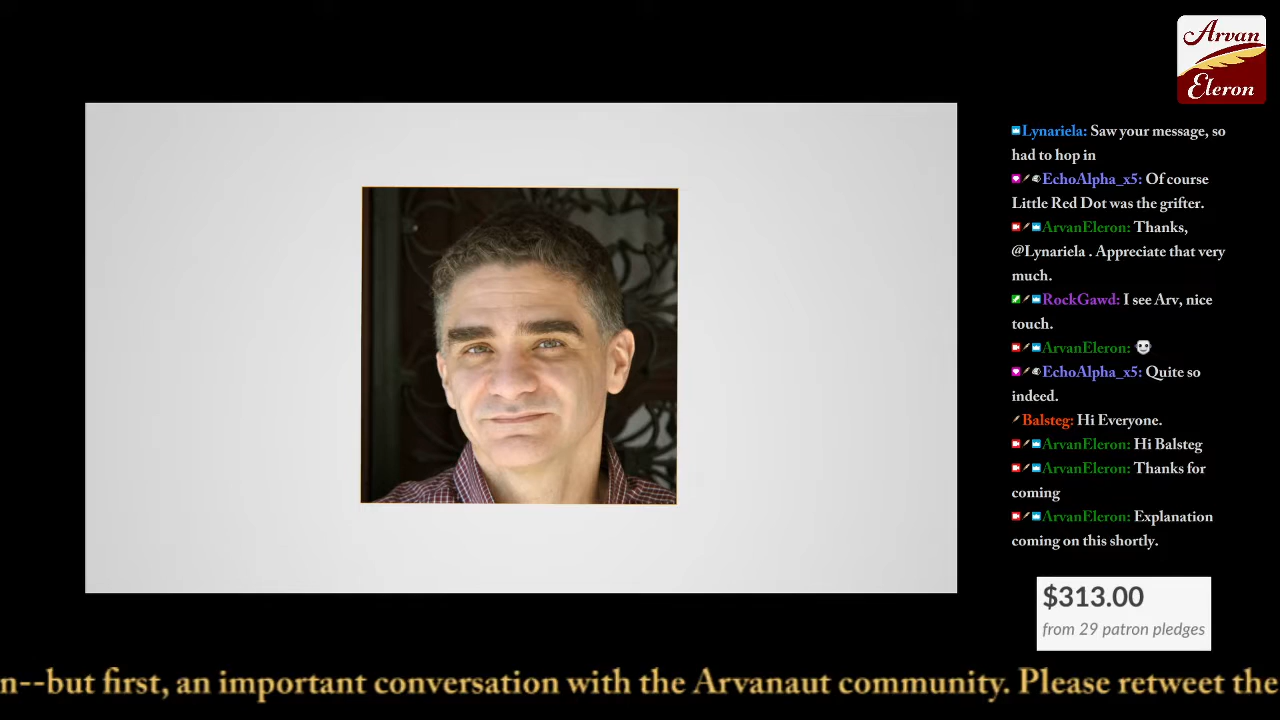 Arvan
Eleron
Lynariela: Saw your message, so
had to hop in
EchoAlpha_x5: Of course
Little Red Dot was the grifter.
ArvanEleron: Thanks,
@Lynariela . Appreciate that very
much.
RockGawd: I see Arv, nice
touch.
ArvanEleron:
EchoAlpha_x5: Quite so
indeed.
Balsteg: Hi Everyone.
ArvanEleron: Hi Balsteg
ArvanEleron: Thanks for
coming
ArvanEleron: Explanation
coming on this shortly.
$313.00
from 29 patron pledges
n--but first, an important conversation with the Arvanaut community. Please retweet the